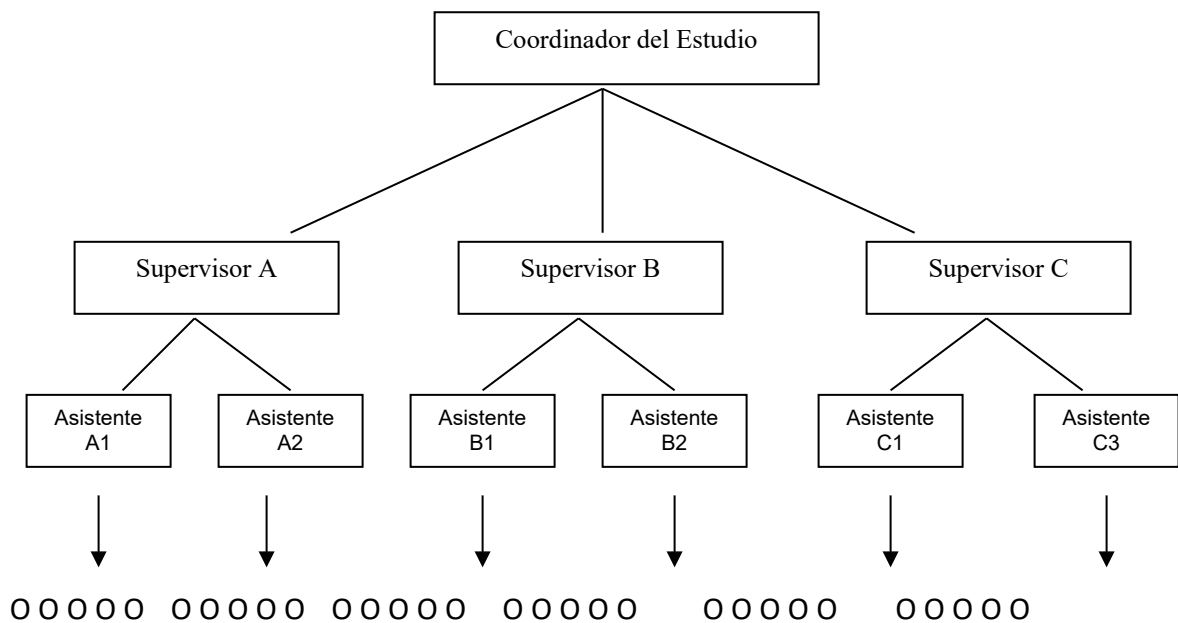 Coordinador del Estudio
Supervisor A
Supervisor B
Supervisor C
Asistente
A1
Asistente
A2
Asistente
B1
Asistente
B2
Asistente
C1
Asistente
C3
O O O O O O O O O O O O O O O O O O O O O O O O O O O O O O